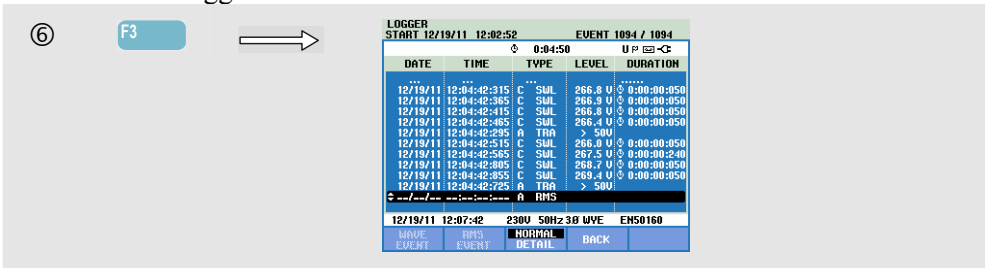 ⑥ F3
LOGGER
START 12/19/11 12:02:52 EVENT 1094 / 1094
0:04:50 U
DATE TIME TYPE LEVEL DURATION
... ... ... ......
12/19/11 12:04:42:315 C SWL 266.8 V 0:00:00:050
12/19/11 12:04:42:365 C SWL 266.9 V 0:00:00:050
12/19/11 12:04:42:415 C SWL 266.8 V 0:00:00:050
12/19/11 12:04:42:465 C SWL 266.4 V 0:00:00:050
12/19/11 12:04:42:295 A TRA > 50V
12/19/11 12:04:42:515 C SWL 266.0 V 0:00:00:050
12/19/11 12:04:42:565 C SWL 267.5 V 0:00:00:240
12/19/11 12:04:42:805 C SWL 268.7 V 0:00:00:050
12/19/11 12:04:42:855 C SWL 269.4 V 0:00:00:050
12/19/11 12:04:42:725 A TRA > 50V
--/--/-- --:--:--:--- A RMS
12/19/11 12:07:42 230V 50Hz 3.Ø WYE EN50160
WAVE EVENT RMS EVENT NORMAL DETAIL BACK